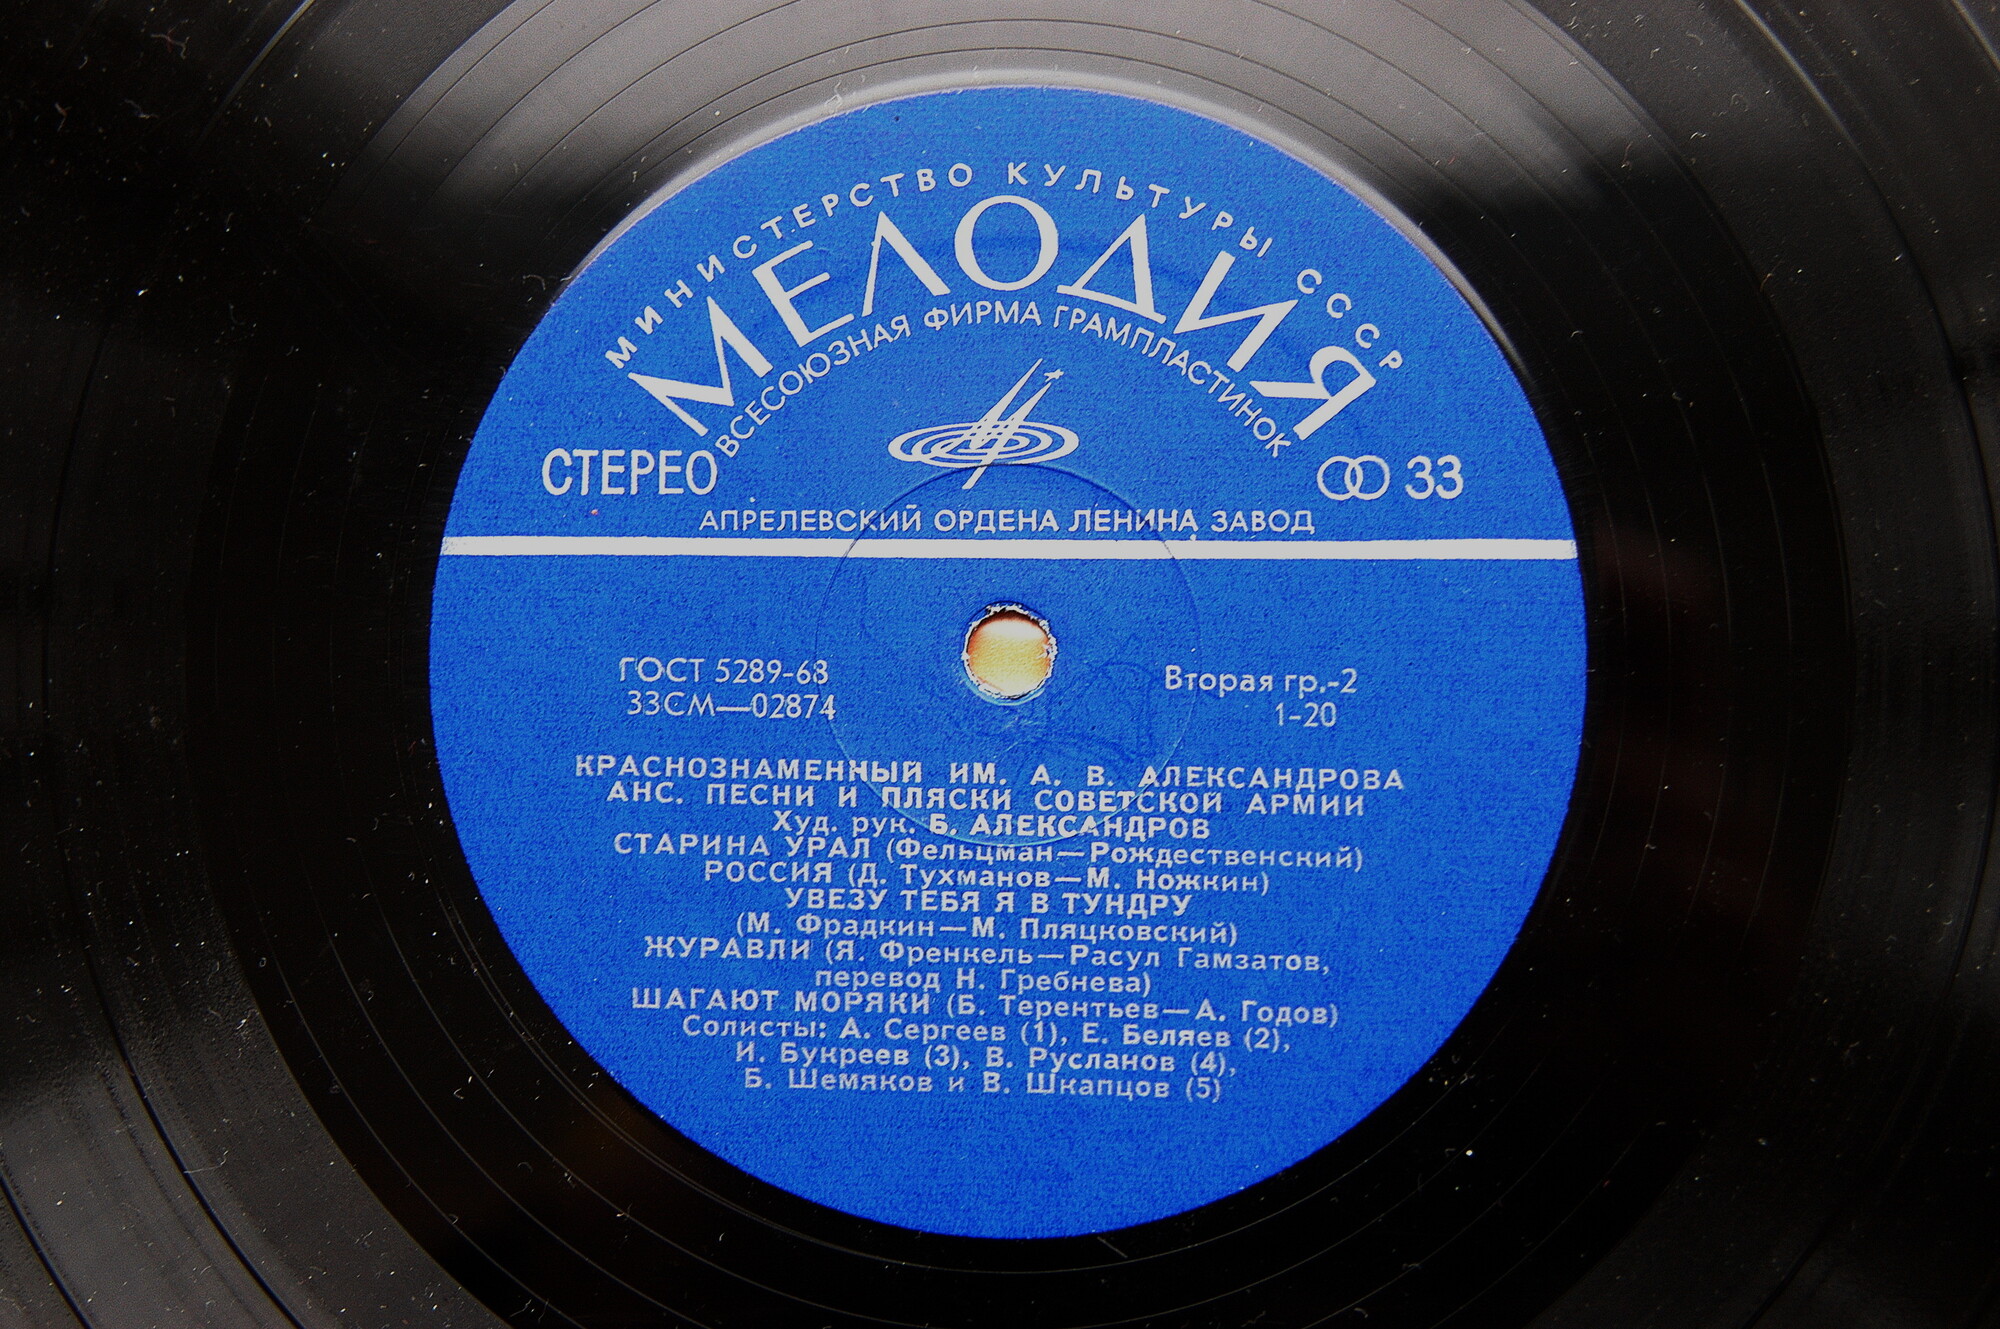 МИНИСТЕРСТВО КУЛЬТУРЫ СССР
МЕЛОДИЯ
ВСЕСОЮЗНАЯ ФИРМА ГРАМПЛАСТИНОК
СТЕРЕО
33
АПРЕЛЕВСКИЙ ОРДЕНА ЛЕНИНА ЗАВОД
ГОСТ 5289-68
33СМ—02874
Вторая гр.-2
1-20
КРАСНОЗНАМЕННЫЙ ИМ. А. В. АЛЕКСАНДРОВА
АНС. ПЕСНИ И ПЛЯСКИ СОВЕТСКОЙ АРМИИ
Худ. рук. Б. АЛЕКСАНДРОВ
СТАРИНА УРАЛ (Фельцман—Рождественский)
РОССИЯ (Д. Тухманов—М. Ножкин)
УВЕЗУ ТЕБЯ Я В ТУНДРУ
(М. Фрадкин—М. Пляцковский)
ЖУРАВЛИ (Я. Френкель—Расул Гамзатов,
перевод Н. Гребнева)
ШАГАЮТ МОРЯКИ (Б. Терентьев—А. Годов)
Солисты: А. Сергеев (1), Е. Беляев (2),
И. Букреев (3), В. Русланов (4),
Б. Шемяков и В. Шкапцов (5)